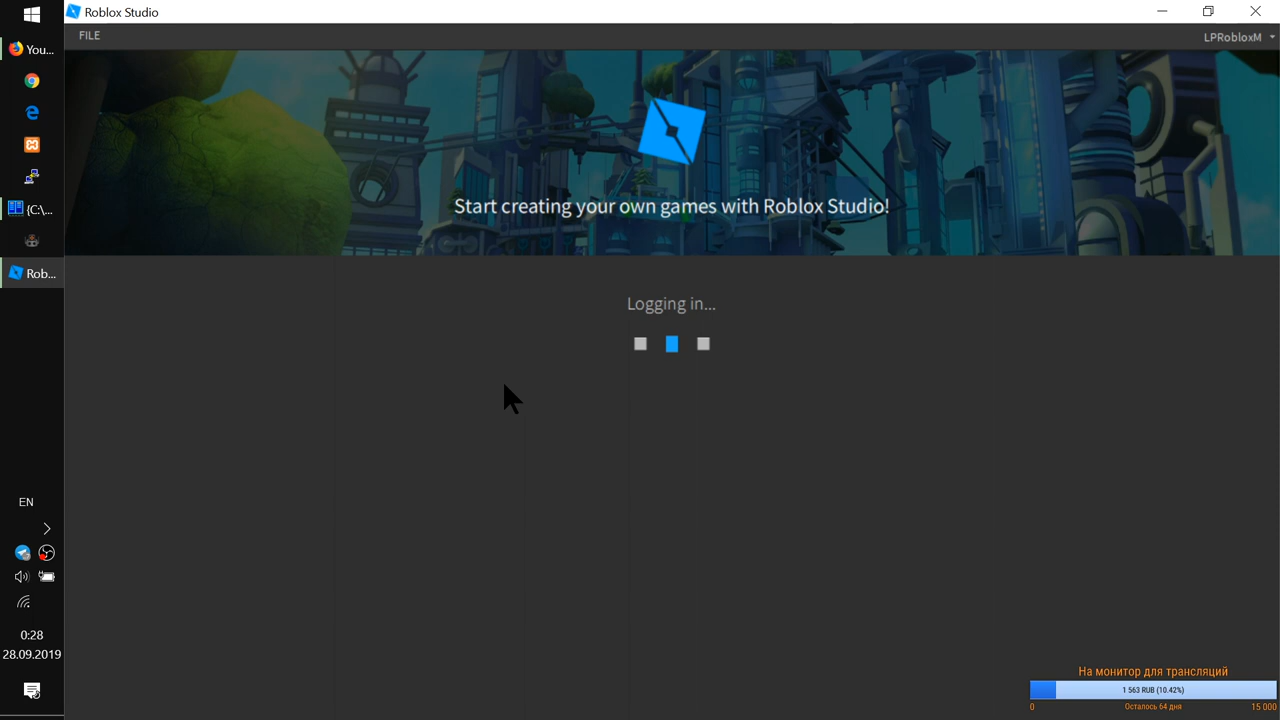 Roblox Studio
FILE
LPRobloxM
You...
{C:\...
Rob...
Start creating your own games with Roblox Studio!
Logging in...
EN
0:28
28.09.2019
На монитор для трансляций
1 563 RUB (10.42%)
0
Осталось 64 дня
15 000